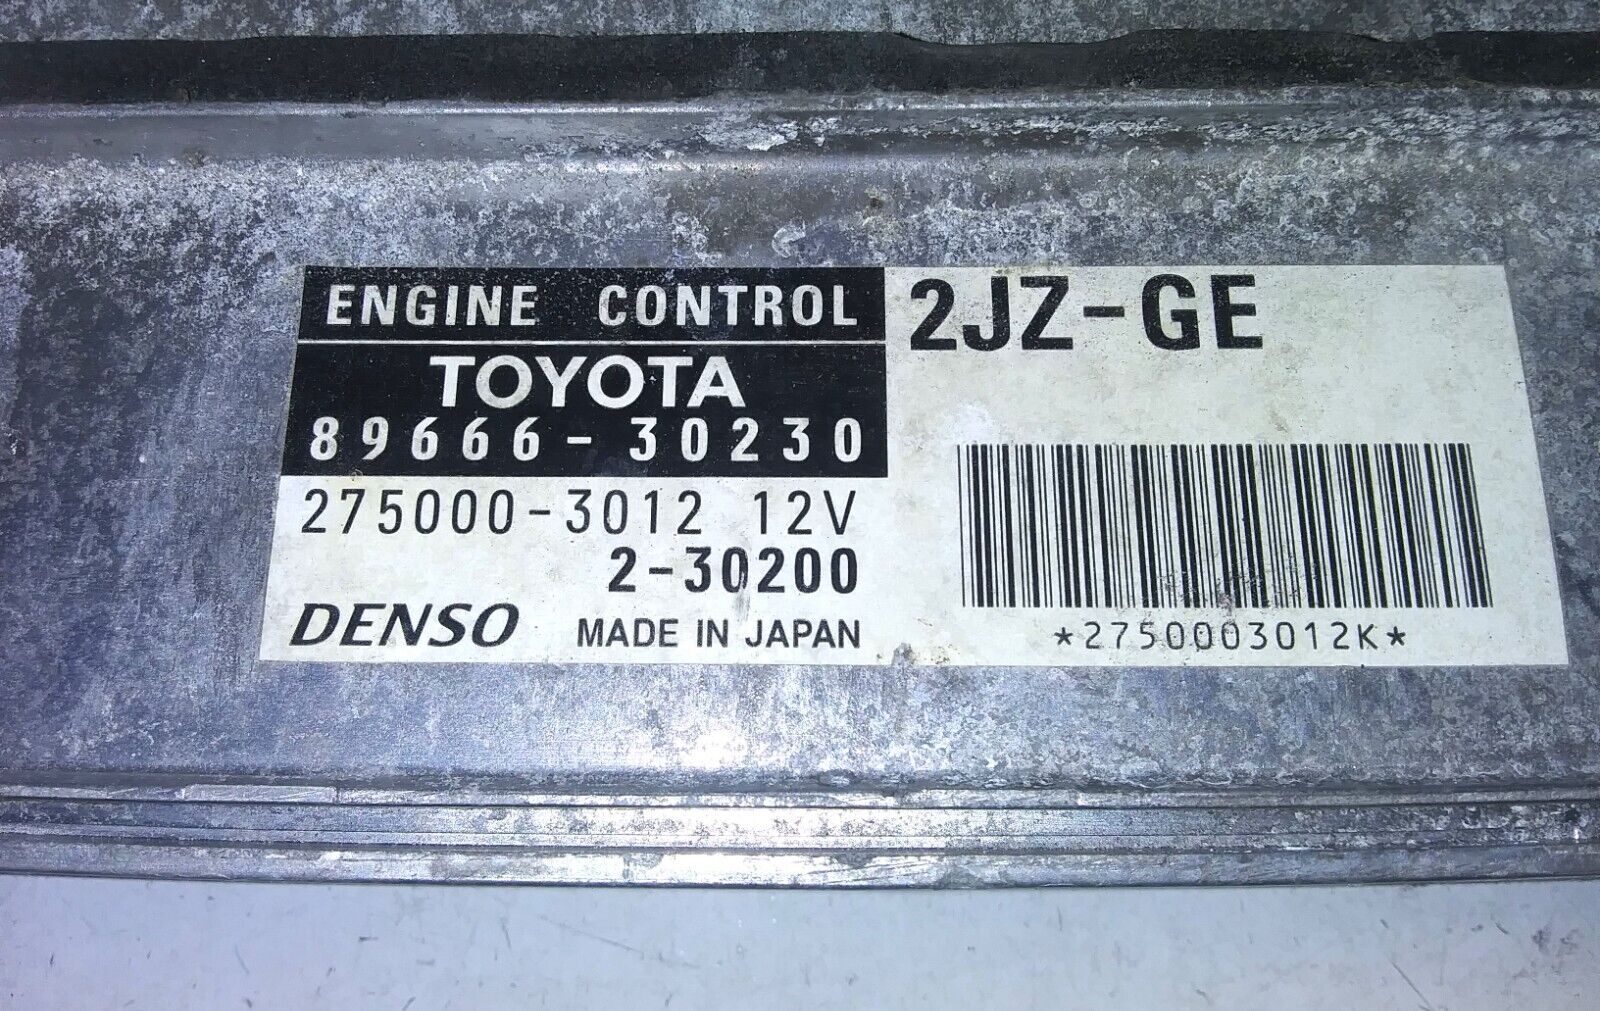 ENGINE CONTROL
2JZ-GE
TOYOTA
89666-30230
275000-3012 12V
2-30200
DENSO MADE IN JAPAN
*2750003012K*